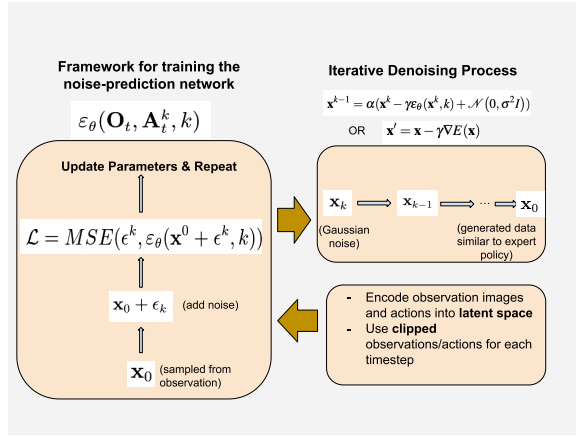 Framework for training the
noise-prediction network
ε_θ(O_t, A_t^k, k)
Update Parameters & Repeat
ℒ = MSE(ϵ^k, ε_θ(x^0 + ϵ^k, k))
x_0 + ϵ_k (add noise)
x_0 (sampled from
observation)
Iterative Denoising Process
x^{k−1} = α(x^k − γε_θ(x^k, k) + 𝒩(0, σ^2 I))
OR x′ = x − γ∇E(x)
x_k x_{k−1} ... x_0
(Gaussian
noise)
(generated data
similar to expert
policy)
- Encode observation images
and actions into latent space
- Use clipped
observations/actions for each
timestep